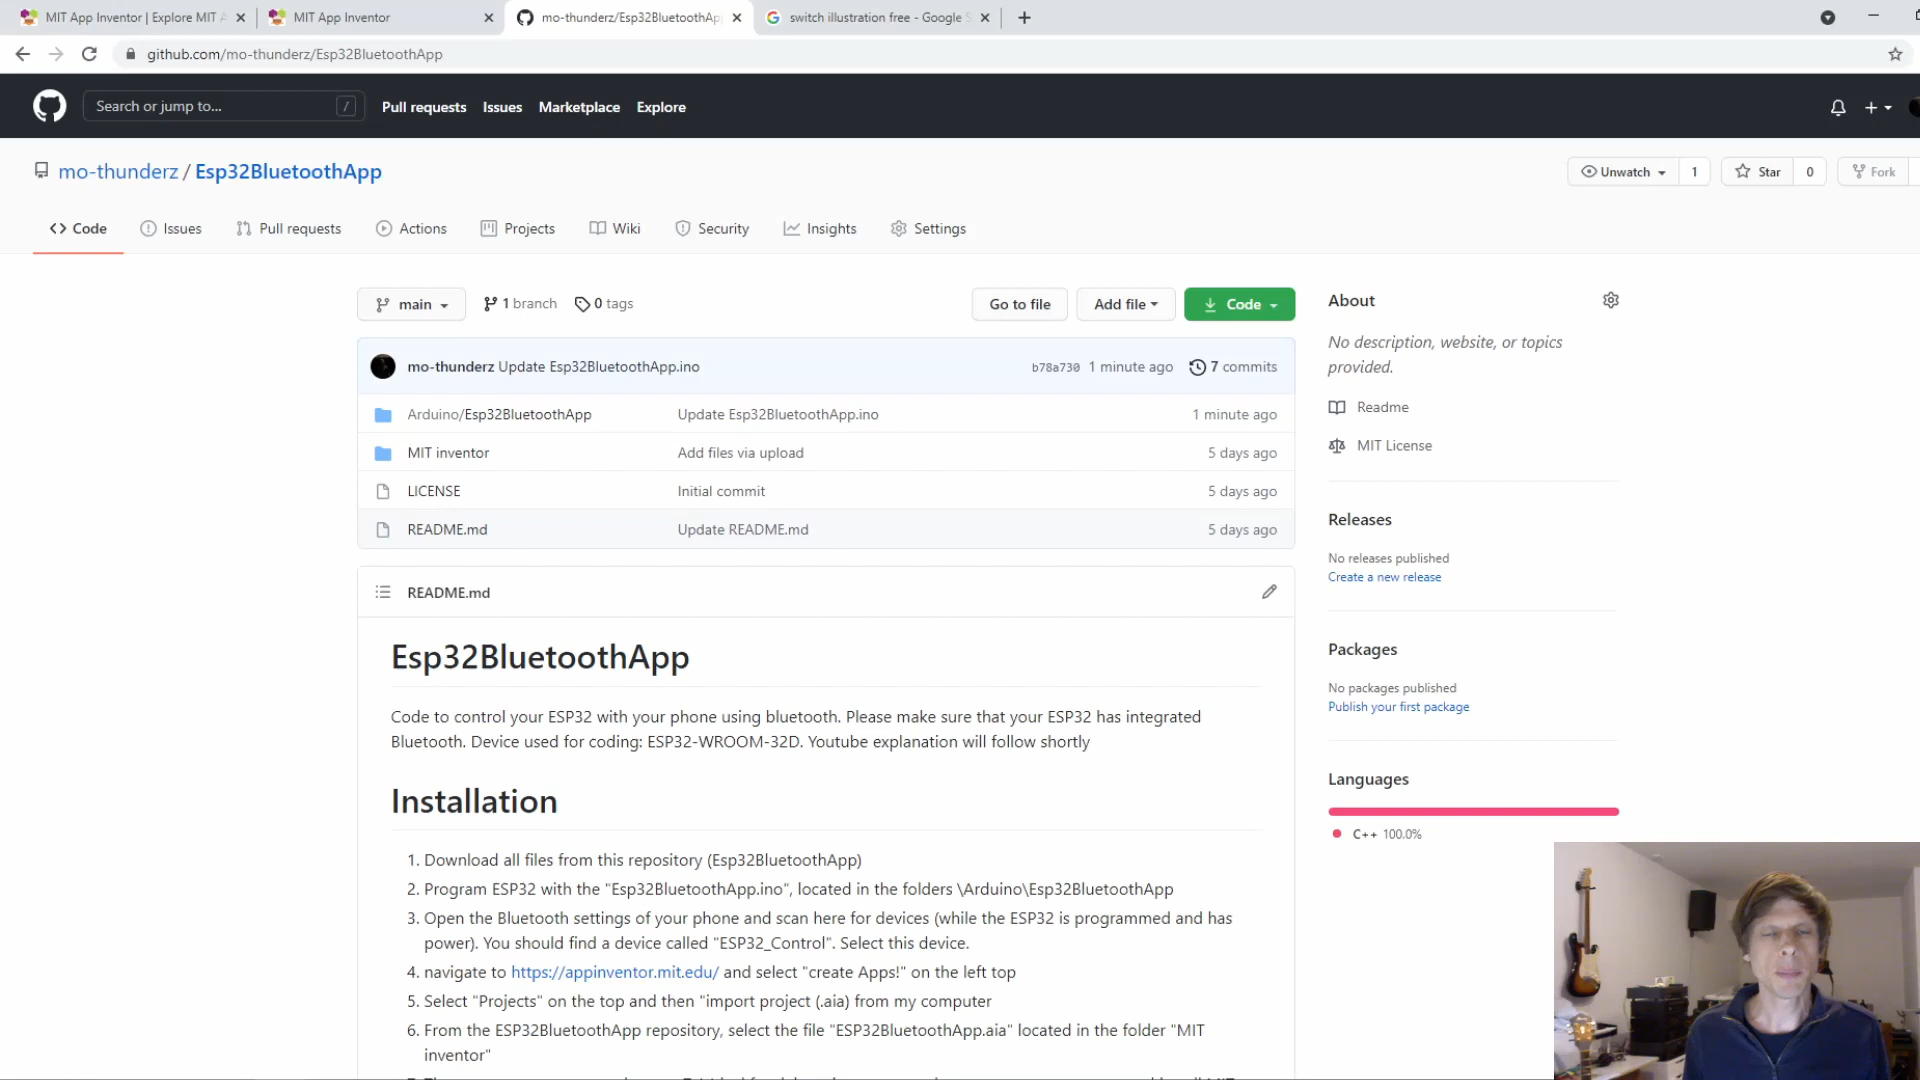 MIT App Inventor | Explore MIT A
MIT App Inventor
mo-thunderz/Esp32BluetoothAp
switch illustration free - Google S
github.com/mo-thunderz/Esp32BluetoothApp
Search or jump to...
/
Pull requests
Issues
Marketplace
Explore
mo-thunderz / Esp32BluetoothApp
Unwatch
1
Star
0
Fork
Code
Issues
Pull requests
Actions
Projects
Wiki
Security
Insights
Settings
main
1 branch
0 tags
Go to file
Add file
Code
mo-thunderz Update Esp32BluetoothApp.ino
b78a730 1 minute ago
7 commits
Arduino/Esp32BluetoothApp
Update Esp32BluetoothApp.ino
1 minute ago
MIT inventor
Add files via upload
5 days ago
LICENSE
Initial commit
5 days ago
README.md
Update README.md
5 days ago
README.md
Esp32BluetoothApp
Code to control your ESP32 with your phone using bluetooth. Please make sure that your ESP32 has integrated
Bluetooth. Device used for coding: ESP32-WROOM-32D. Youtube explanation will follow shortly
Installation
1. Download all files from this repository (Esp32BluetoothApp)
2. Program ESP32 with the "Esp32BluetoothApp.ino", located in the folders \Arduino\Esp32BluetoothApp
3. Open the Bluetooth settings of your phone and scan here for devices (while the ESP32 is programmed and has
power). You should find a device called "ESP32_Control". Select this device.
4. navigate to https://appinventor.mit.edu/ and select "create Apps!" on the left top
5. Select "Projects" on the top and then "import project (.aia) from my computer
6. From the ESP32BluetoothApp repository, select the file "ESP32BluetoothApp.aia" located in the folder "MIT
inventor"
About
No description, website, or topics
provided.
Readme
MIT License
Releases
No releases published
Create a new release
Packages
No packages published
Publish your first package
Languages
C++ 100.0%